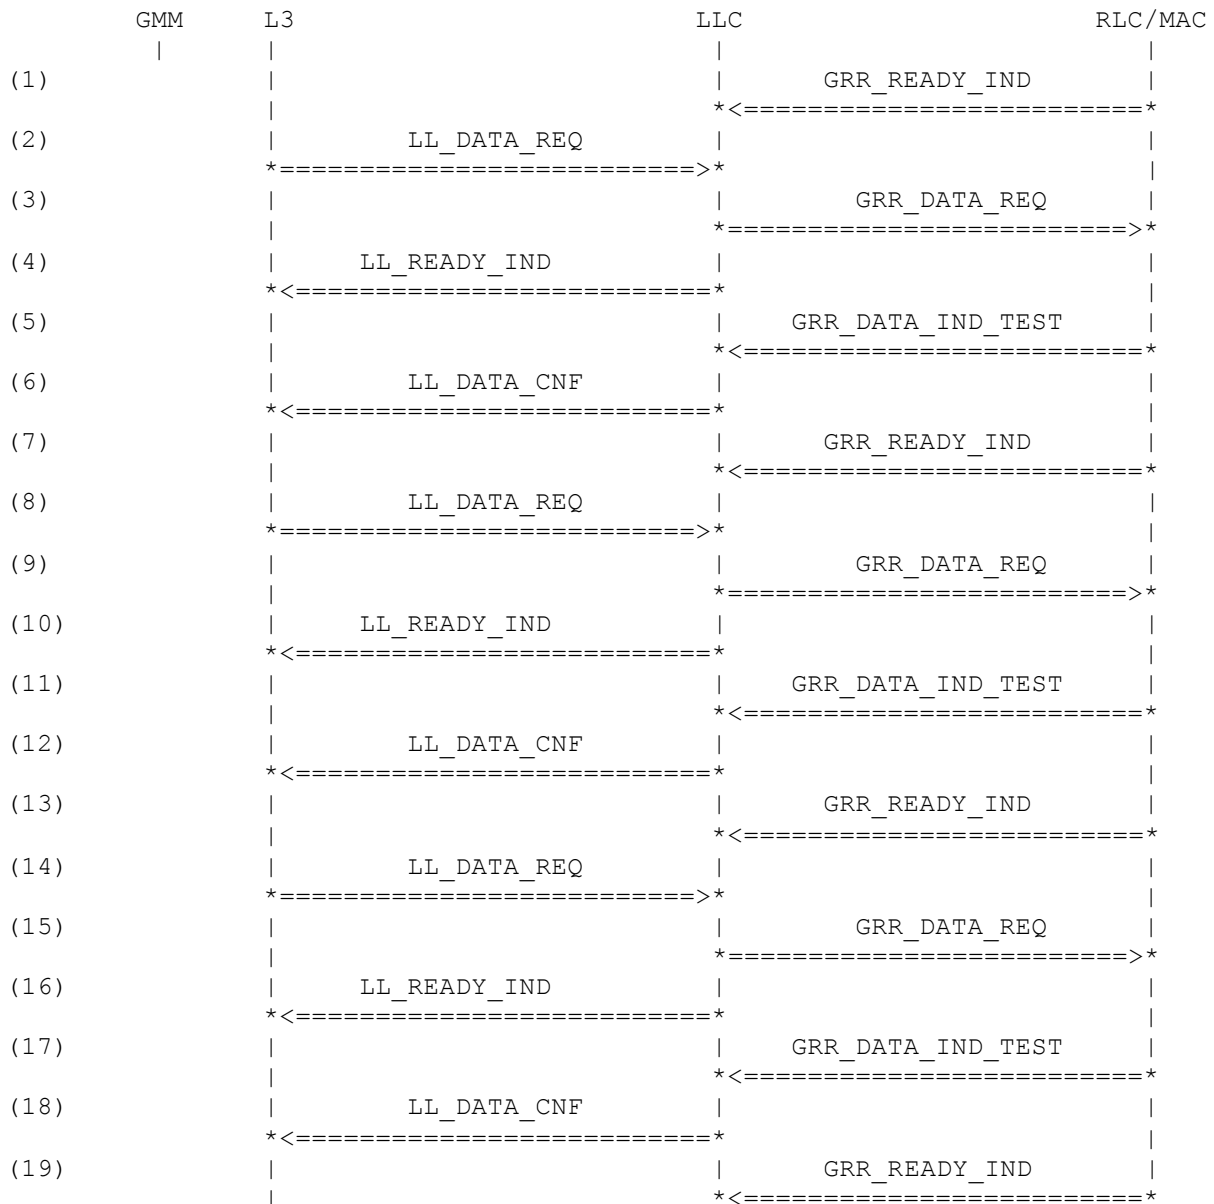 GMM L3 LLC RLC/MAC
| | | |
(1) | | GRR_READY_IND |
| *<=========================*
(2) | LL_DATA_REQ | |
*==========================>* |
(3) | | GRR_DATA_REQ |
| *=========================>*
(4) | LL_READY_IND | |
*<==========================* |
(5) | | GRR_DATA_IND_TEST |
| *<=========================*
(6) | LL_DATA_CNF | |
*<==========================* |
(7) | | GRR_READY_IND |
| *<=========================*
(8) | LL_DATA_REQ | |
*==========================>* |
(9) | | GRR_DATA_REQ |
| *=========================>*
(10) | LL_READY_IND | |
*<==========================* |
(11) | | GRR_DATA_IND_TEST |
| *<=========================*
(12) | LL_DATA_CNF | |
*<==========================* |
(13) | | GRR_READY_IND |
| *<=========================*
(14) | LL_DATA_REQ | |
*==========================>* |
(15) | | GRR_DATA_REQ |
| *=========================>*
(16) | LL_READY_IND | |
*<==========================* |
(17) | | GRR_DATA_IND_TEST |
| *<=========================*
(18) | LL_DATA_CNF | |
*<==========================* |
(19) | | GRR_READY_IND |
| *<=========================*